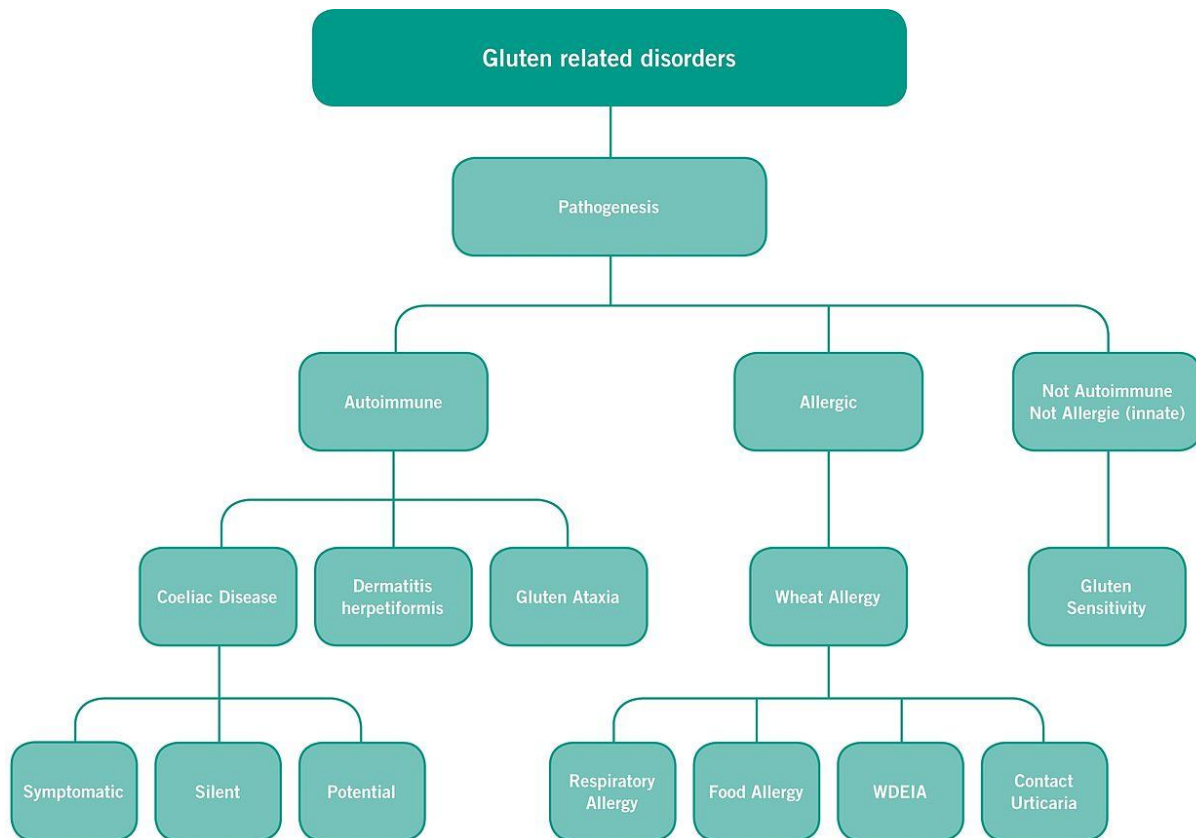 Gluten related disorders
Pathogenesis
Autoimmune
Allergic
Not Autoimmune
Not Allergie (innate)
Coeliac Disease
Dermatitis
herpetiformis
Gluten Ataxia
Wheat Allergy
Gluten
Sensitivity
Symptomatic
Silent
Potential
Respiratory
Allergy
Food Allergy
WDEIA
Contact
Urticaria